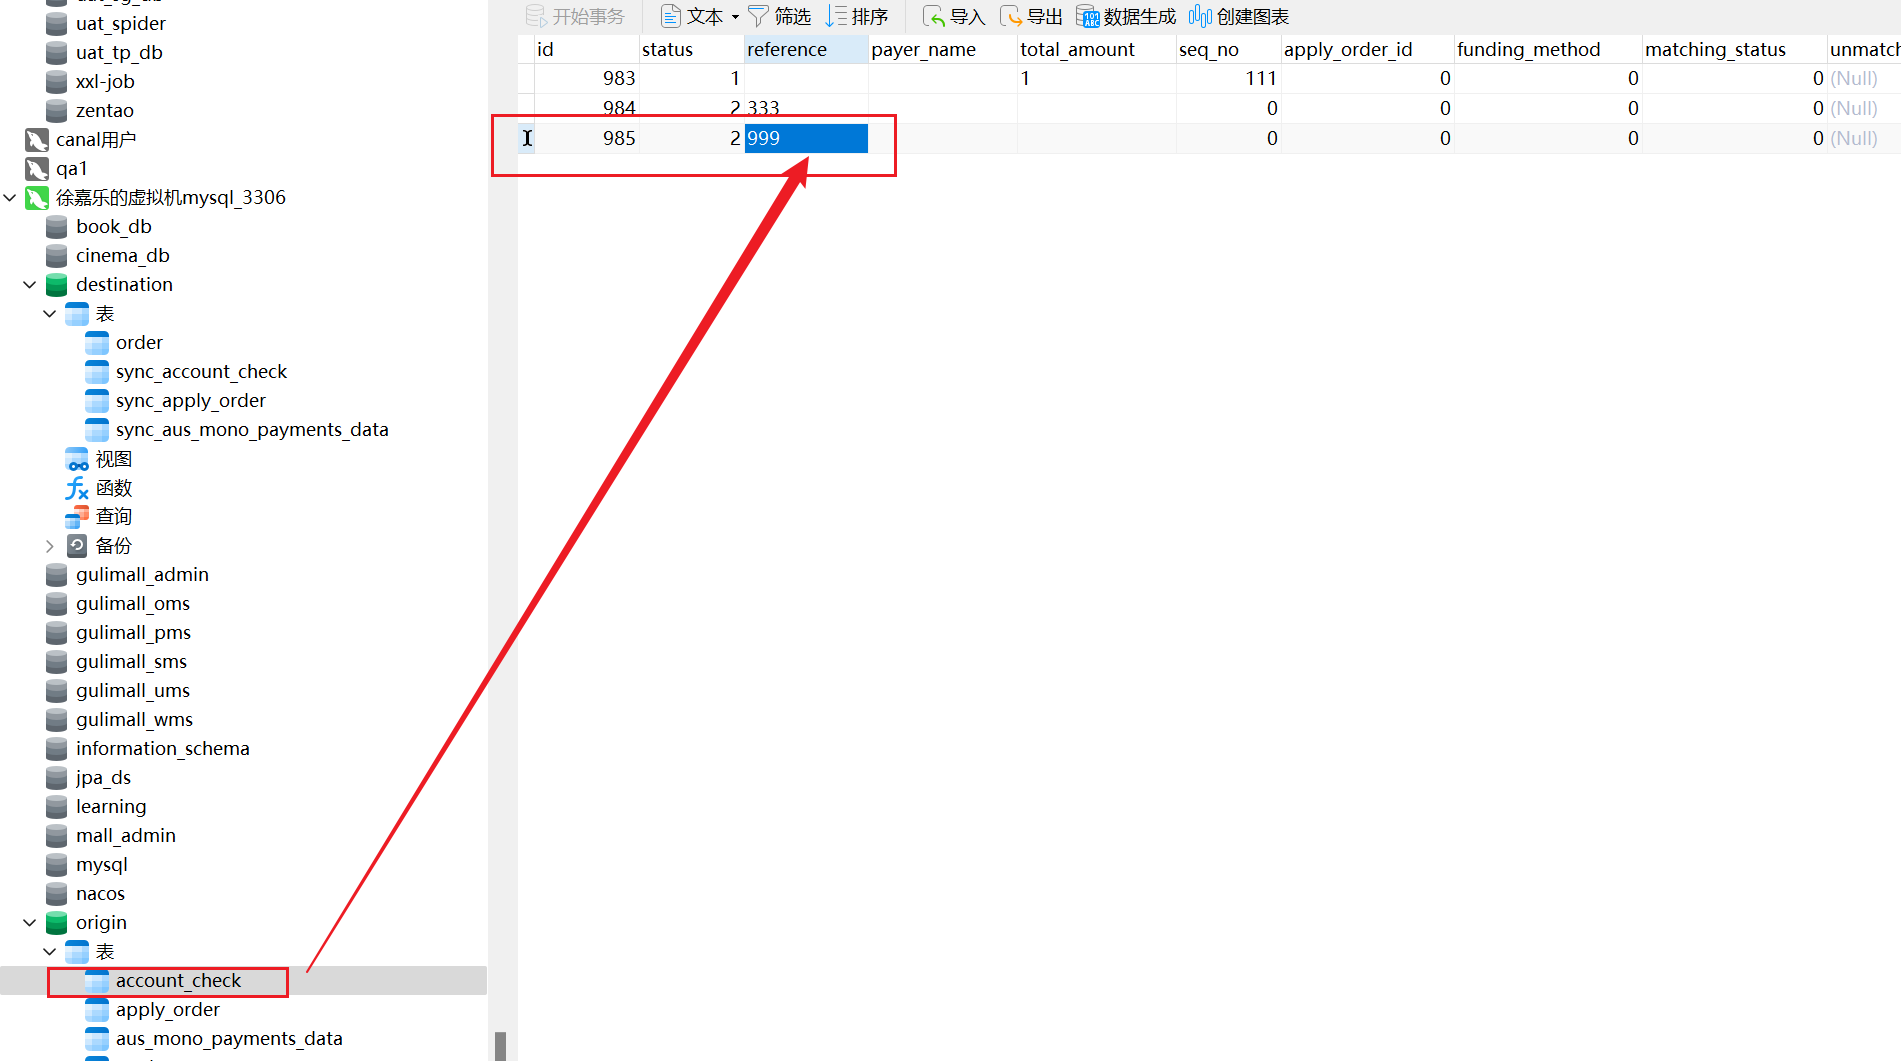 uat_spider
uat_tp_db
xxl-job
zentao
canal用户
qa1
徐嘉乐的虚拟机mysql_3306
book_db
cinema_db
destination
表
order
sync_account_check
sync_apply_order
sync_aus_mono_payments_data
视图
函数
查询
备份
gulimall_admin
gulimall_oms
gulimall_pms
gulimall_sms
gulimall_ums
gulimall_wms
information_schema
jpa_ds
learning
mall_admin
mysql
nacos
origin
表
account_check
apply_order
aus_mono_payments_data
开始事务 文本 筛选 排序 导入 导出 数据生成 创建图表
id status reference payer_name total_amount seq_no apply_order_id funding_method matching_status unmatch
983 1 1 111 0 0 0 (Null)
984 2 333 0 0 0 0 (Null)
985 2 999 0 0 0 0 (Null)